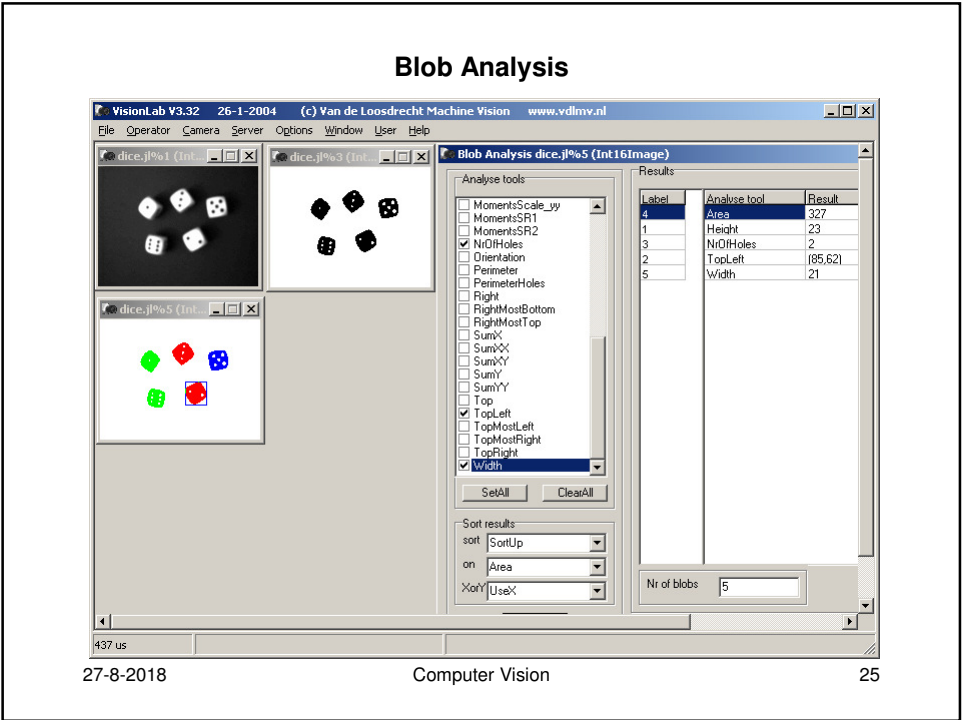 Blob Analysis
VisionLab V3.32 26-1-2004 (c) Van de Loosdrecht Machine Vision www.vdlmv.nl
File Operator Camera Server Options Window User Help
dice.jl%1 (Int...
dice.jl%3 (Int...
dice.jl%5 (Int...
Blob Analysis dice.jl%5 (Int16Image)
Analyse tools
MomentsScale_yy
MomentsSR1
MomentsSR2
NrOfHoles
Orientation
Perimeter
PerimeterHoles
Right
RightMostBottom
RightMostTop
SumX
SumXX
SumXY
SumY
SumYY
Top
TopLeft
TopMostLeft
TopMostRight
TopRight
Width
SetAll ClearAll
Sort results
sort SortUp
on Area
XorY UseX
Results
Label Analyse tool Result
4 Area 327
1 Height 23
3 NrOfHoles 2
2 TopLeft (85,62)
5 Width 21
Nr of blobs 5
437 us
27-8-2018 Computer Vision 25